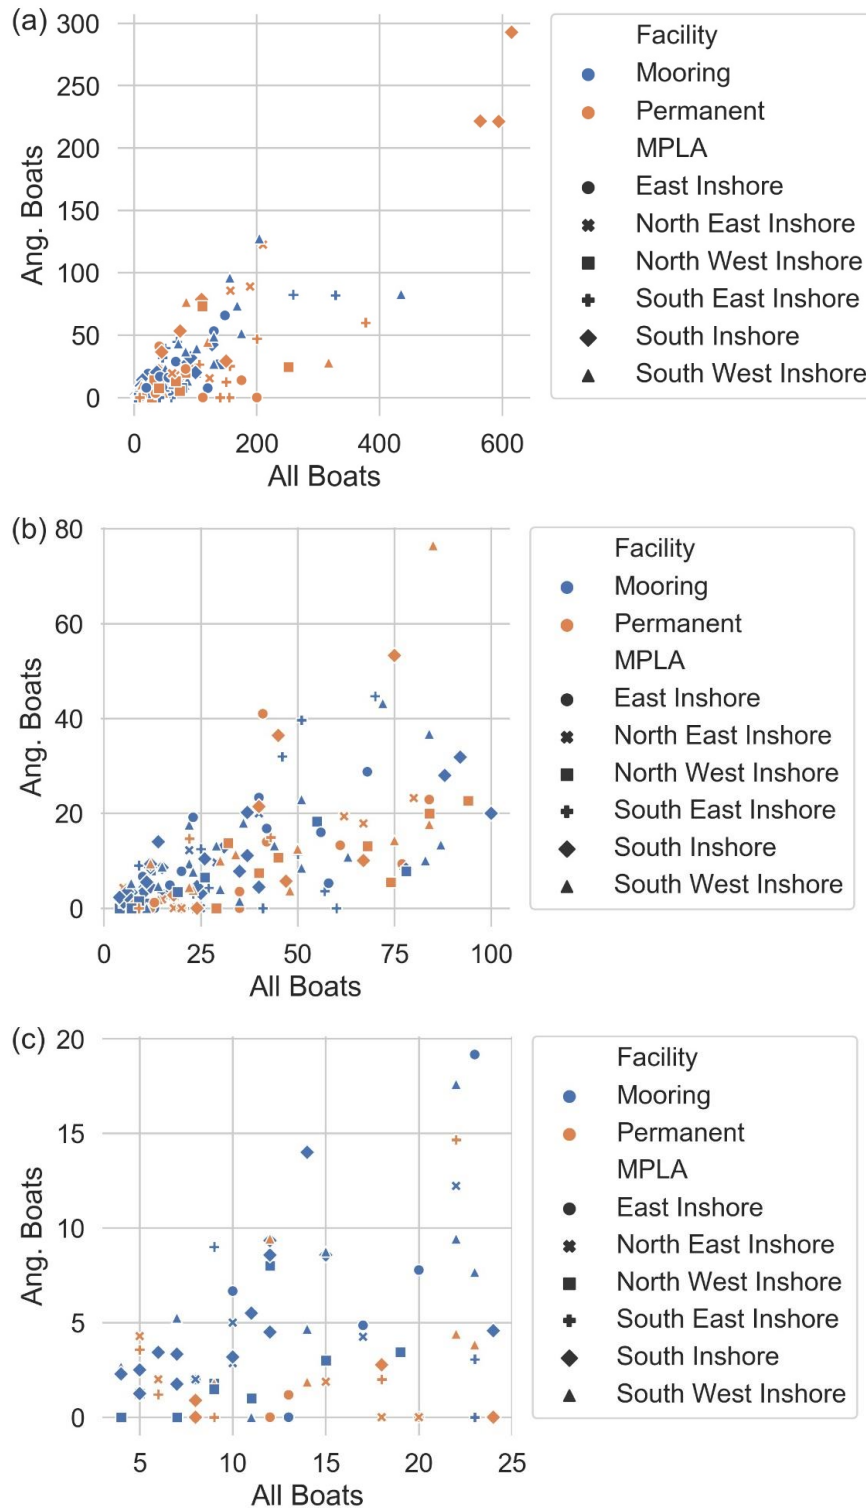 (a)
300
250
200
150
100
50
0
Ang. Boats
0 200 400 600
All Boats
Facility
Mooring
Permanent
MPLA
East Inshore
North East Inshore
North West Inshore
South East Inshore
South Inshore
South West Inshore
(b)
80
60
40
20
0
Ang. Boats
0 25 50 75 100
All Boats
Facility
Mooring
Permanent
MPLA
East Inshore
North East Inshore
North West Inshore
South East Inshore
South Inshore
South West Inshore
(c)
20
15
10
5
0
Ang. Boats
5 10 15 20 25
All Boats
Facility
Mooring
Permanent
MPLA
East Inshore
North East Inshore
North West Inshore
South East Inshore
South Inshore
South West Inshore